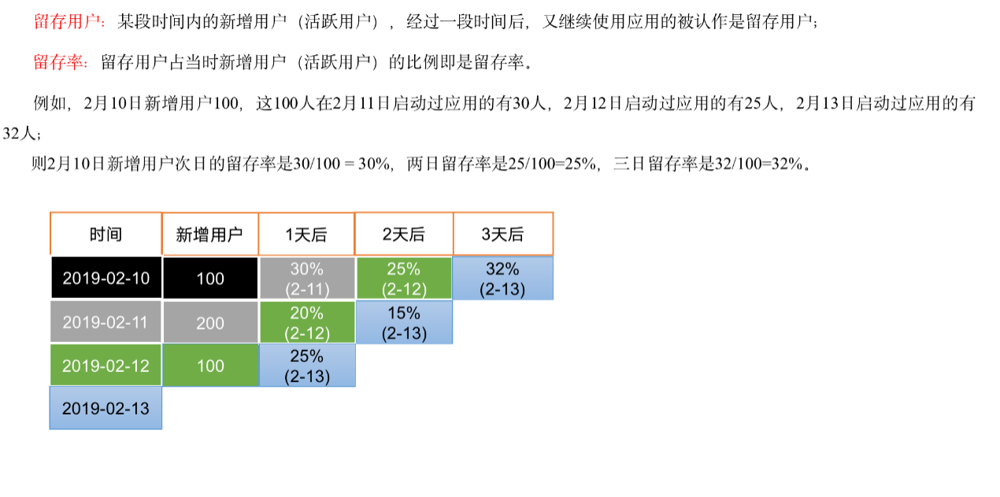 留存用户：某段时间内的新增用户（活跃用户），经过一段时间后，又继续使用应用的被认作是留存用户；
留存率：留存用户占当时新增用户（活跃用户）的比例即是留存率。
例如，2月10日新增用户100，这100人在2月11日启动过应用的有30人，2月12日启动过应用的有25人，2月13日启动过应用的有
32人；
则2月10日新增用户次日的留存率是30/100 = 30%，两日留存率是25/100=25%，三日留存率是32/100=32%。
时间 新增用户 1天后 2天后 3天后
2019-02-10 100 30% (2-11) 25% (2-12) 32% (2-13)
2019-02-11 200 20% (2-12) 15% (2-13)
2019-02-12 100 25% (2-13)
2019-02-13